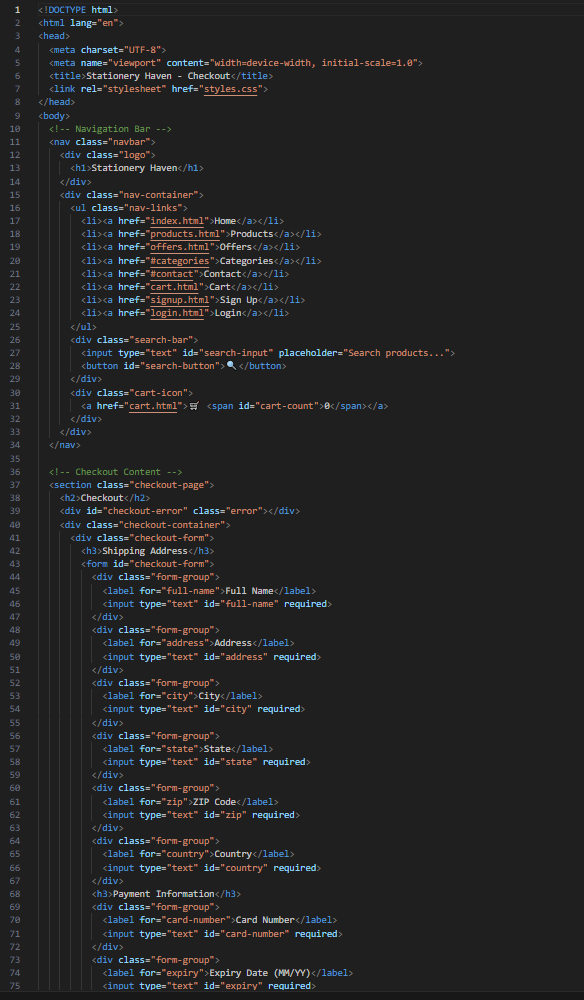 1 <!DOCTYPE html>
2 <html lang="en">
3 <head>
4 <meta charset="UTF-8">
5 <meta name="viewport" content="width=device-width, initial-scale=1.0">
6 <title>Stationery Haven - Checkout</title>
7 <link rel="stylesheet" href="styles.css">
8 </head>
9 <body>
10 <!-- Navigation Bar -->
11 <nav class="navbar">
12 <div class="logo">
13 <h1>Stationery Haven</h1>
14 </div>
15 <div class="nav-container">
16 <ul class="nav-links">
17 <li><a href="index.html">Home</a></li>
18 <li><a href="products.html">Products</a></li>
19 <li><a href="offers.html">Offers</a></li>
20 <li><a href="#categories">Categories</a></li>
21 <li><a href="#contact">Contact</a></li>
22 <li><a href="cart.html">Cart</a></li>
23 <li><a href="signup.html">Sign Up</a></li>
24 <li><a href="login.html">Login</a></li>
25 </ul>
26 <div class="search-bar">
27 <input type="text" id="search-input" placeholder="Search products...">
28 <button id="search-button">🔍</button>
29 </div>
30 <div class="cart-icon">
31 <a href="cart.html">🛒 <span id="cart-count">0</span></a>
32 </div>
33 </div>
34 </nav>
35
36 <!-- Checkout Content -->
37 <section class="checkout-page">
38 <h2>Checkout</h2>
39 <div id="checkout-error" class="error"></div>
40 <div class="checkout-container">
41 <div class="checkout-form">
42 <h3>Shipping Address</h3>
43 <form id="checkout-form">
44 <div class="form-group">
45 <label for="full-name">Full Name</label>
46 <input type="text" id="full-name" required>
47 </div>
48 <div class="form-group">
49 <label for="address">Address</label>
50 <input type="text" id="address" required>
51 </div>
52 <div class="form-group">
53 <label for="city">City</label>
54 <input type="text" id="city" required>
55 </div>
56 <div class="form-group">
57 <label for="state">State</label>
58 <input type="text" id="state" required>
59 </div>
60 <div class="form-group">
61 <label for="zip">ZIP Code</label>
62 <input type="text" id="zip" required>
63 </div>
64 <div class="form-group">
65 <label for="country">Country</label>
66 <input type="text" id="country" required>
67 </div>
68 <h3>Payment Information</h3>
69 <div class="form-group">
70 <label for="card-number">Card Number</label>
71 <input type="text" id="card-number" required>
72 </div>
73 <div class="form-group">
74 <label for="expiry">Expiry Date (MM/YY)</label>
75 <input type="text" id="expiry" required>